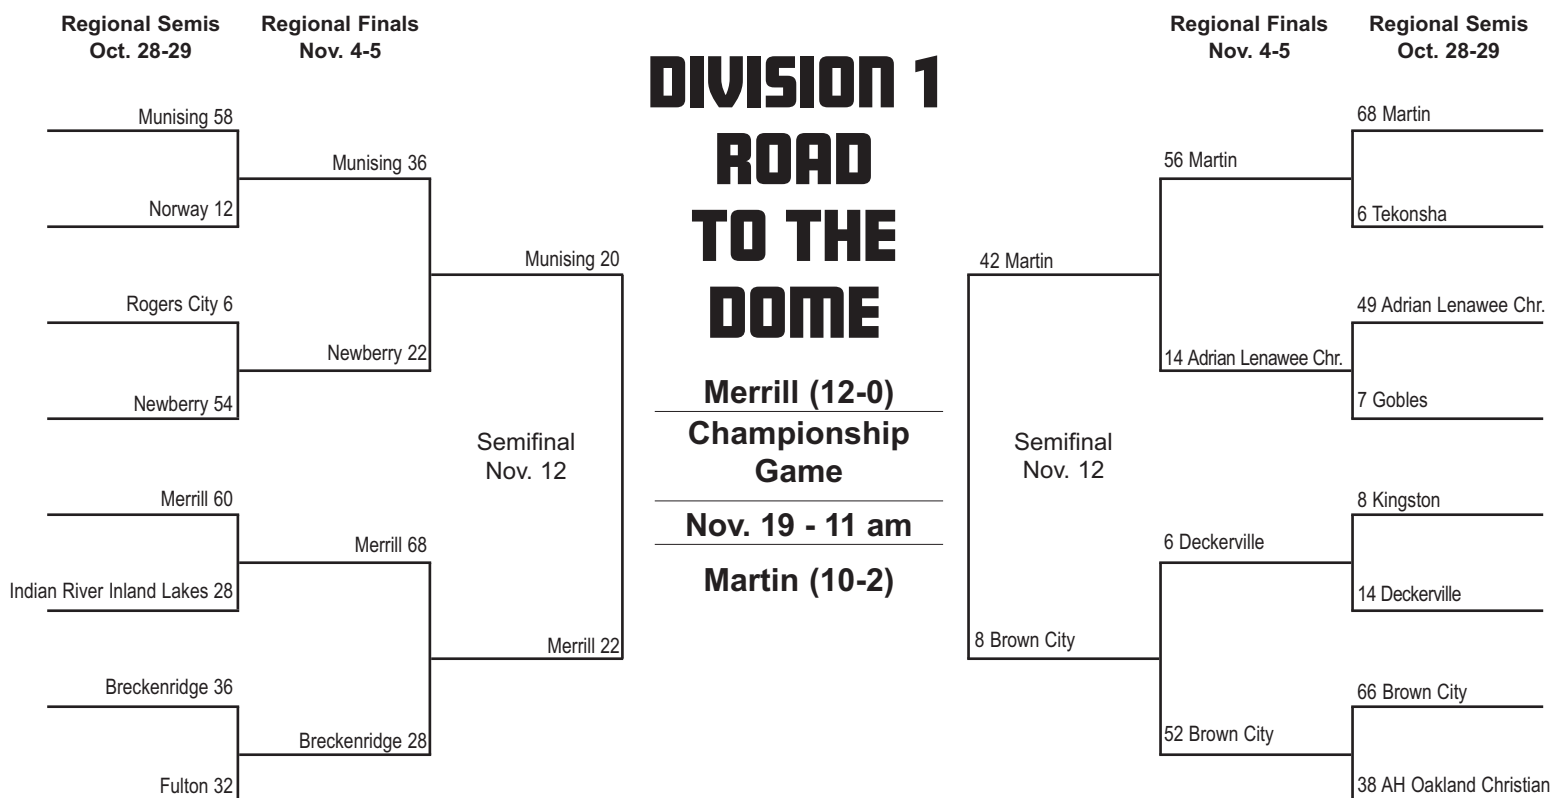 Regional Semis
Oct. 28-29
Regional Finals
Nov. 4-5
DIVISION 1
ROAD
TO THE
DOME
Regional Finals
Nov. 4-5
Regional Semis
Oct. 28-29
Munising 58
Norway 12
Rogers City 6
Newberry 54
Merrill 60
Indian River Inland Lakes 28
Breckenridge 36
Fulton 32
Munising 36
Newberry 22
Merrill 68
Breckenridge 28
Munising 20
Semifinal
Nov. 12
Merrill 22
Merrill (12-0)
Championship
Game
Nov. 19 - 11 am
Martin (10-2)
42 Martin
Semifinal
Nov. 12
8 Brown City
56 Martin
14 Adrian Lenawee Chr.
6 Deckerville
52 Brown City
68 Martin
6 Tekonsha
49 Adrian Lenawee Chr.
7 Gobles
8 Kingston
14 Deckerville
66 Brown City
38 AH Oakland Christian